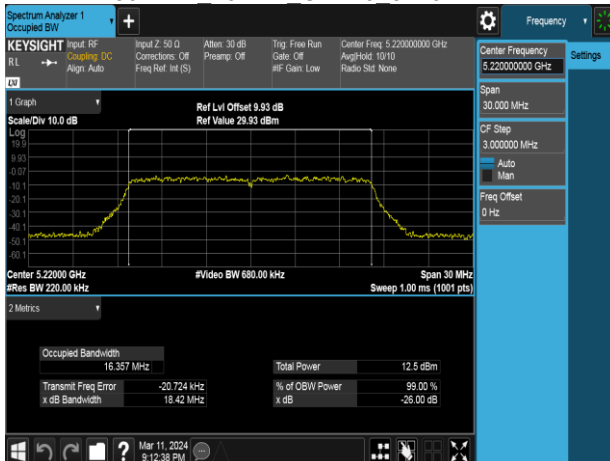 Spectrum Analyzer 1
Occupied BW
+
Frequency
KEYSIGHT
RL
LXI
Input: RF
Coupling: DC
Align: Auto
Input Z: 50 Ω
Corrections: Off
Freq Ref: Int (S)
Atten: 30 dB
Preamp: Off
Trig: Free Run
Gate: Off
#IF Gain: Low
Center Freq: 5.220000000 GHz
Avg|Hold: 10/10
Radio Std: None
Center Frequency
5.220000000 GHz
Settings
Span
30.000 MHz
CF Step
3.000000 MHz
Auto
Man
Freq Offset
0 Hz
1 Graph
Scale/Div 10.0 dB
Ref Lvl Offset 9.93 dB
Ref Value 29.93 dBm
Log
19.9
9.93
-0.07
-10.1
-20.1
-30.1
-40.1
-50.1
-60.1
Center 5.22000 GHz
#Res BW 220.00 kHz
#Video BW 680.00 kHz
Span 30 MHz
Sweep 1.00 ms (1001 pts)
2 Metrics
Occupied Bandwidth
16.357 MHz
Total Power 12.5 dBm
Transmit Freq Error -20.724 kHz
% of OBW Power 99.00 %
x dB Bandwidth 18.42 MHz
x dB -26.00 dB
?
Mar 11, 2024
9:12:38 PM